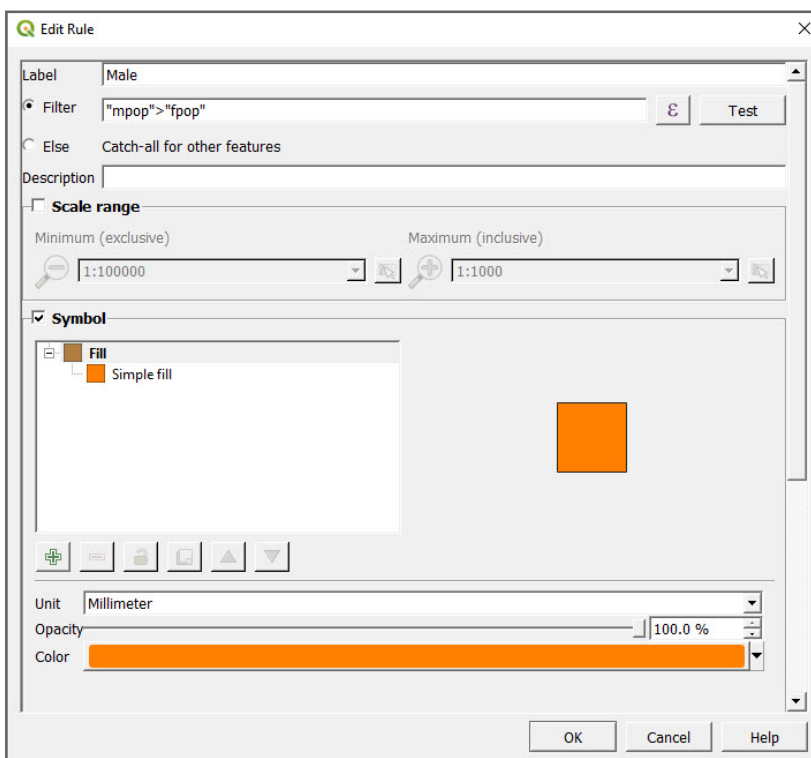 Edit Rule
Label Male
Filter "mpop">"fpop" ε Test
Else Catch-all for other features
Description
Scale range
Minimum (exclusive) Maximum (inclusive)
1:100000 1:1000
Symbol
Fill
Simple fill
Unit Millimeter
Opacity 100.0 %
Color
OK Cancel Help